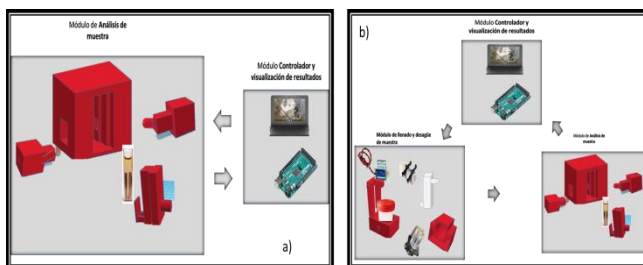 Módulo de Análisis de
muestra
Módulo Controlador y
visualización de resultados
a)
b)
Módulo Controlador y
visualización de resultados
Módulo de llenado y desagüe
de muestra
Módulo de Análisis de
muestra